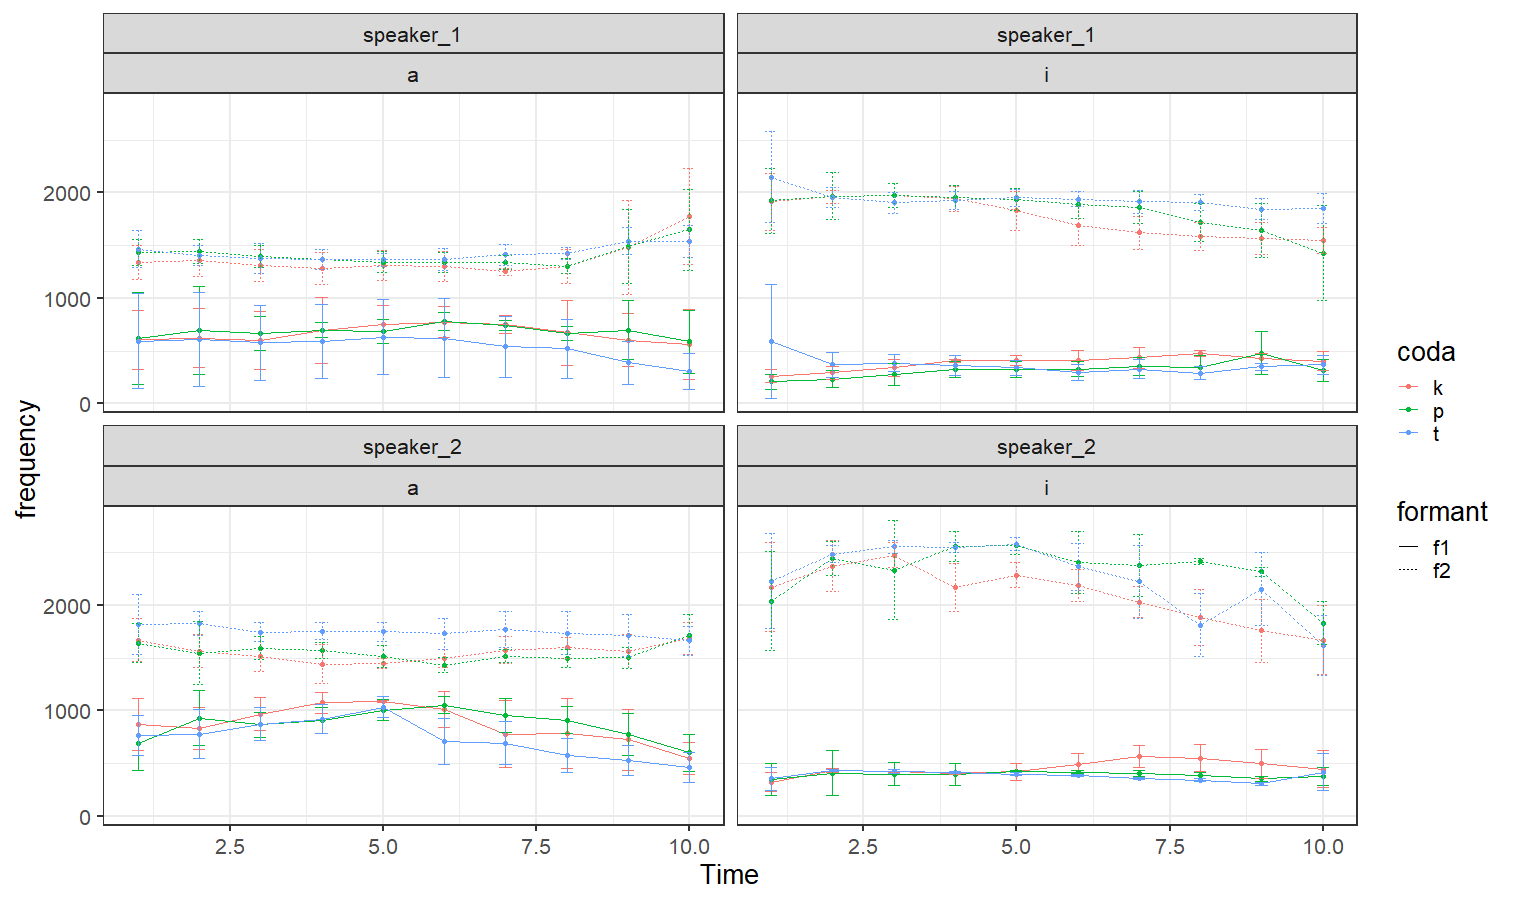 speaker_1
speaker_1
a
i
2000
1000
0
speaker_2
speaker_2
a
i
2000
1000
0
2.5
5.0
7.5
10.0
2.5
5.0
7.5
10.0
Time
frequency
coda
k
p
t
formant
f1
f2